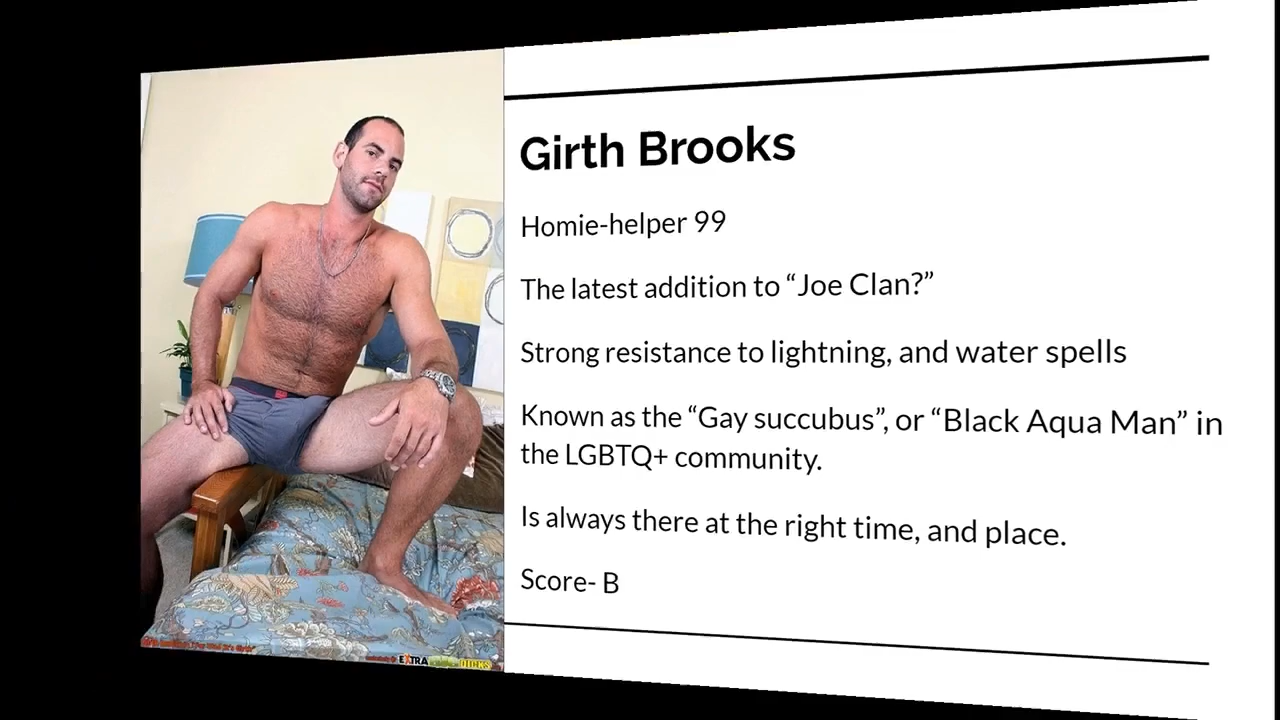 Girth Brooks
Homie-helper 99
The latest addition to “Joe Clan?”
Strong resistance to lightning, and water spells
Known as the “Gay succubus”, or “Black Aqua Man” in
the LGBTQ+ community.
Is always there at the right time, and place.
Score- B
EXTRA DICKS